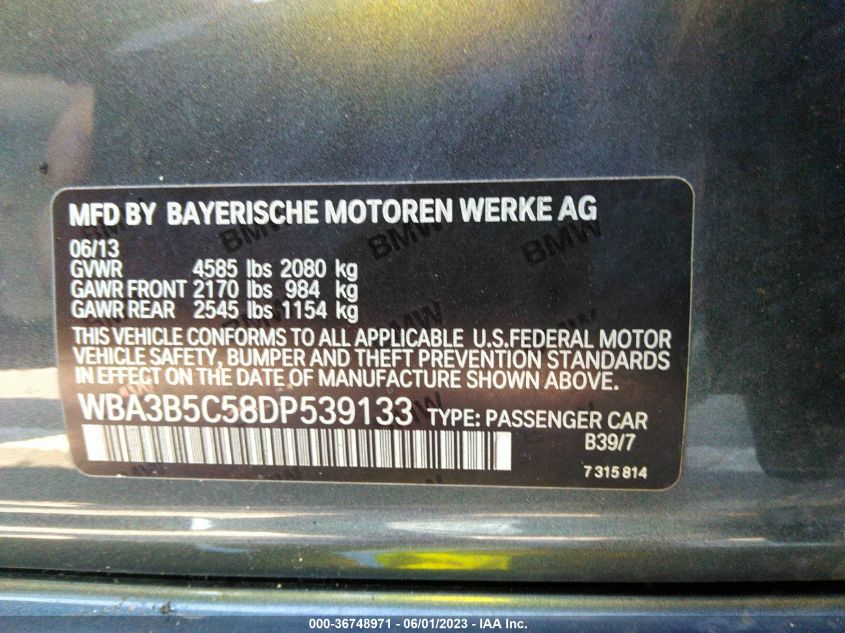 MFD BY BAYERISCHE MOTOREN WERKE AG
06/13
GVWR 4585 lbs 2080 kg
GAWR FRONT 2170 lbs 984 kg
GAWR REAR 2545 lbs 1154 kg
THIS VEHICLE CONFORMS TO ALL APPLICABLE U.S.FEDERAL MOTOR
VEHICLE SAFETY, BUMPER AND THEFT PREVENTION STANDARDS
IN EFFECT ON THE DATE OF MANUFACTURE SHOWN ABOVE.
WBA3B5C58DP539133 TYPE: PASSENGER CAR
B39/7
7 315 814
000-36748971 - 06/01/2023 - © IAA Inc.